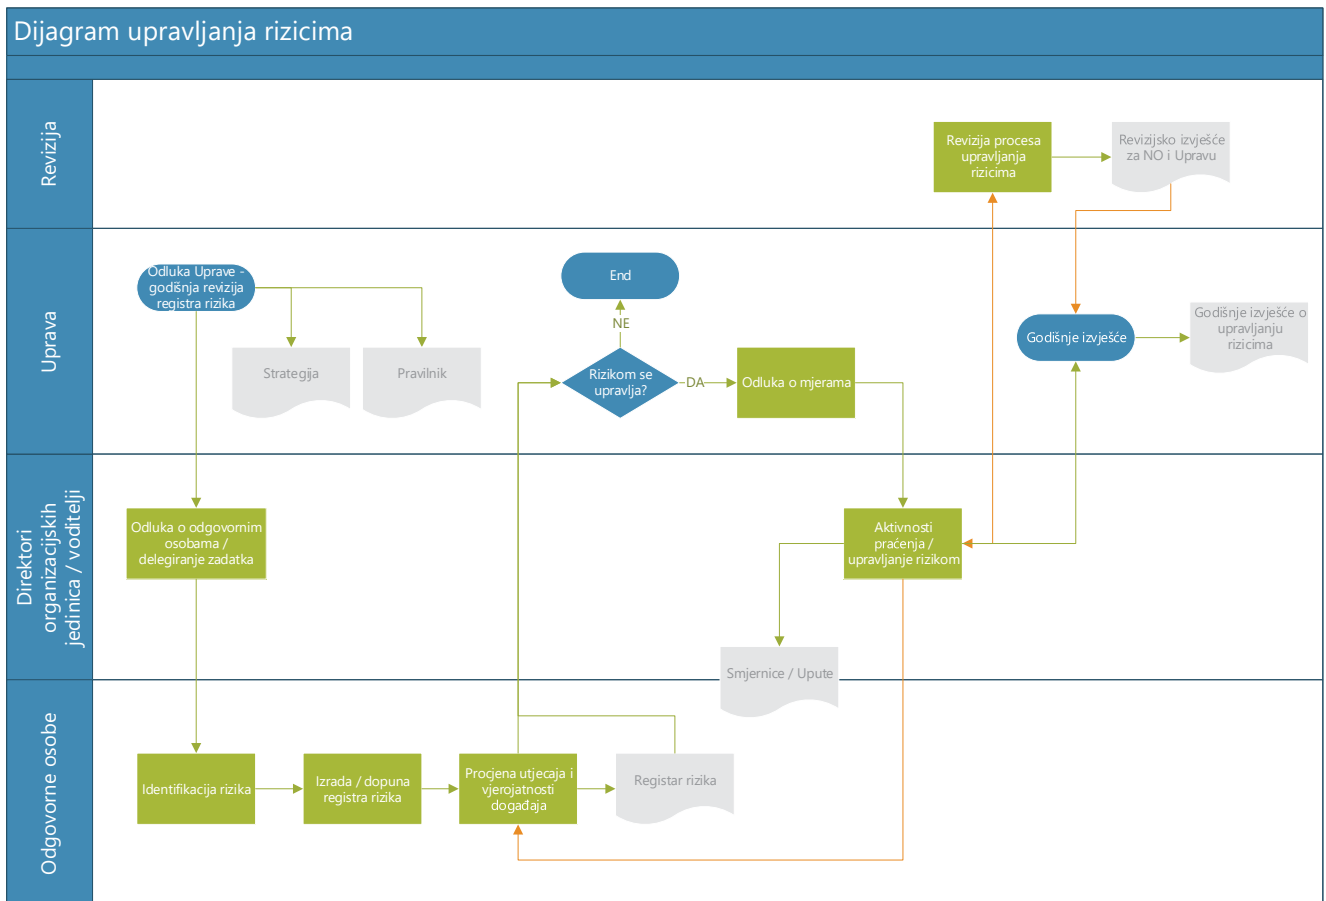 Dijagram upravljanja rizicima
Revizija
Revizija procesa
upravljanja
rizicima
Revizijsko izvješće
za NO i Upravu
Uprava
Odluka Uprave -
godišnja revizija
registra rizika
Strategija
Pravilnik
End
NE
Rizikom se
upravlja?
DA
Odluka o mjerama
Godišnje izvješće
Godišnje izvješće o
upravljanju
rizicima
Direktori
organizacijskih
jedinica / voditelji
Odluka o odgovornim
osobama /
delegiranje zadatka
Aktivnosti
praćenja /
upravljanje rizikom
Smjernice / Upute
Odgovorne osobe
Identifikacija rizika
Izrada / dopuna
registra rizika
Procjena utjecaja i
vjerojatnosti
događaja
Registar rizika